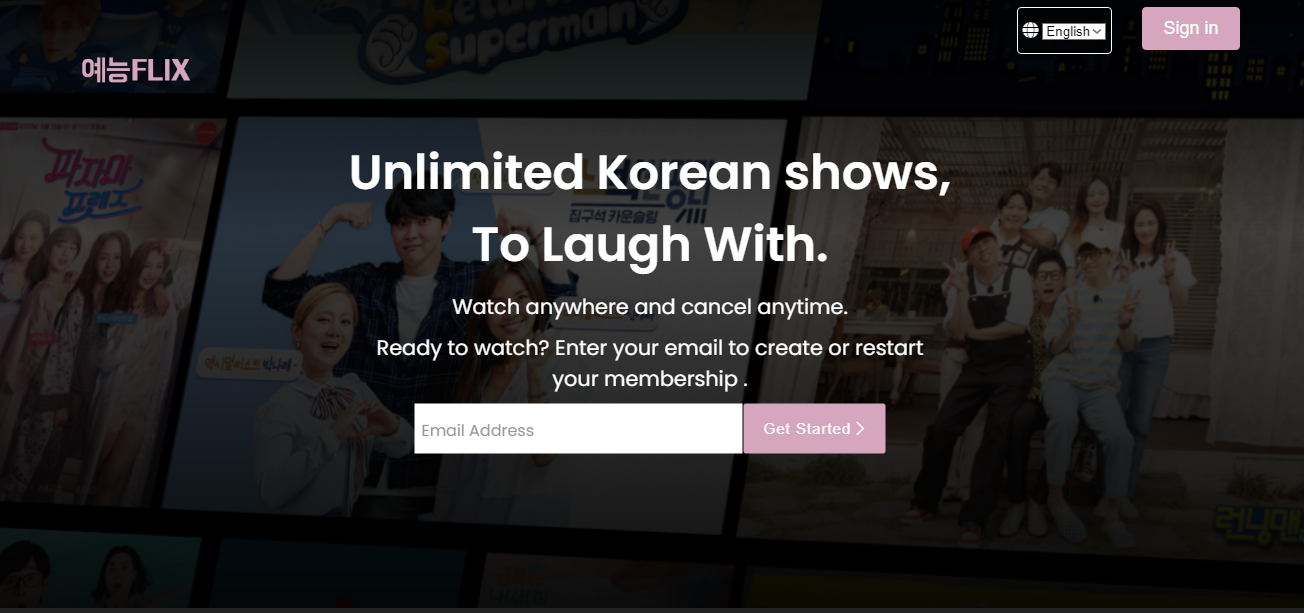 Return
Superman
English
Sign in
예능FLIX
파자마
프렌즈
Unlimited Korean shows,
집구석 카운슬링
To Laugh With.
Watch anywhere and cancel anytime.
Ready to watch? Enter your email to create or restart
your membership .
Email Address
Get Started
런닝맨